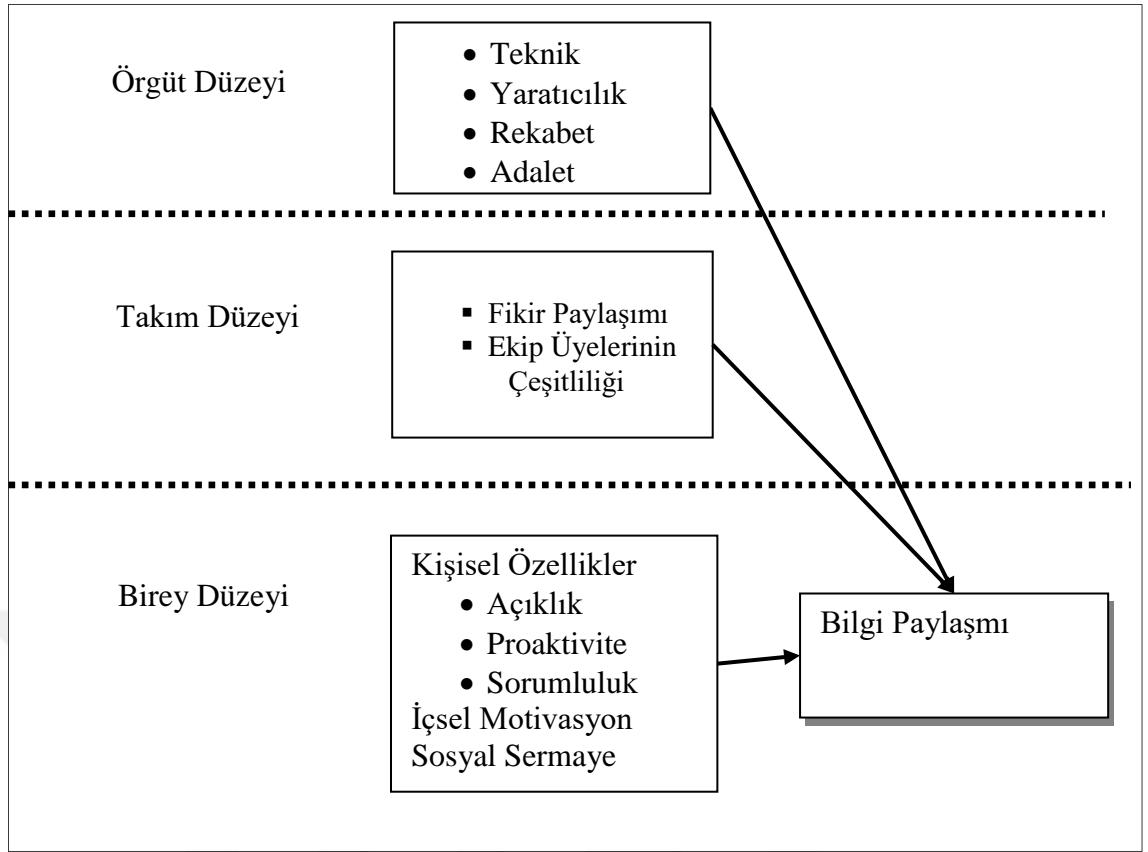 Örgüt Düzeyi
• Teknik
• Yaratıcılık
• Rekabet
• Adalet
Takım Düzeyi
▪ Fikir Paylaşımı
▪ Ekip Üyelerinin
Çeşitliliği
Birey Düzeyi
Kişisel Özellikler
• Açıklık
• Proaktivite
• Sorumluluk
İçsel Motivasyon
Sosyal Sermaye
Bilgi Paylaşmı